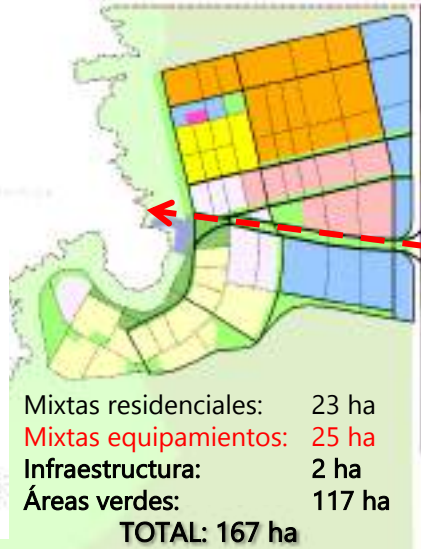 Mixtas residenciales: 23 ha
Mixtas equipamientos: 25 ha
Infraestructura: 2 ha
Áreas verdes: 117 ha
TOTAL: 167 ha